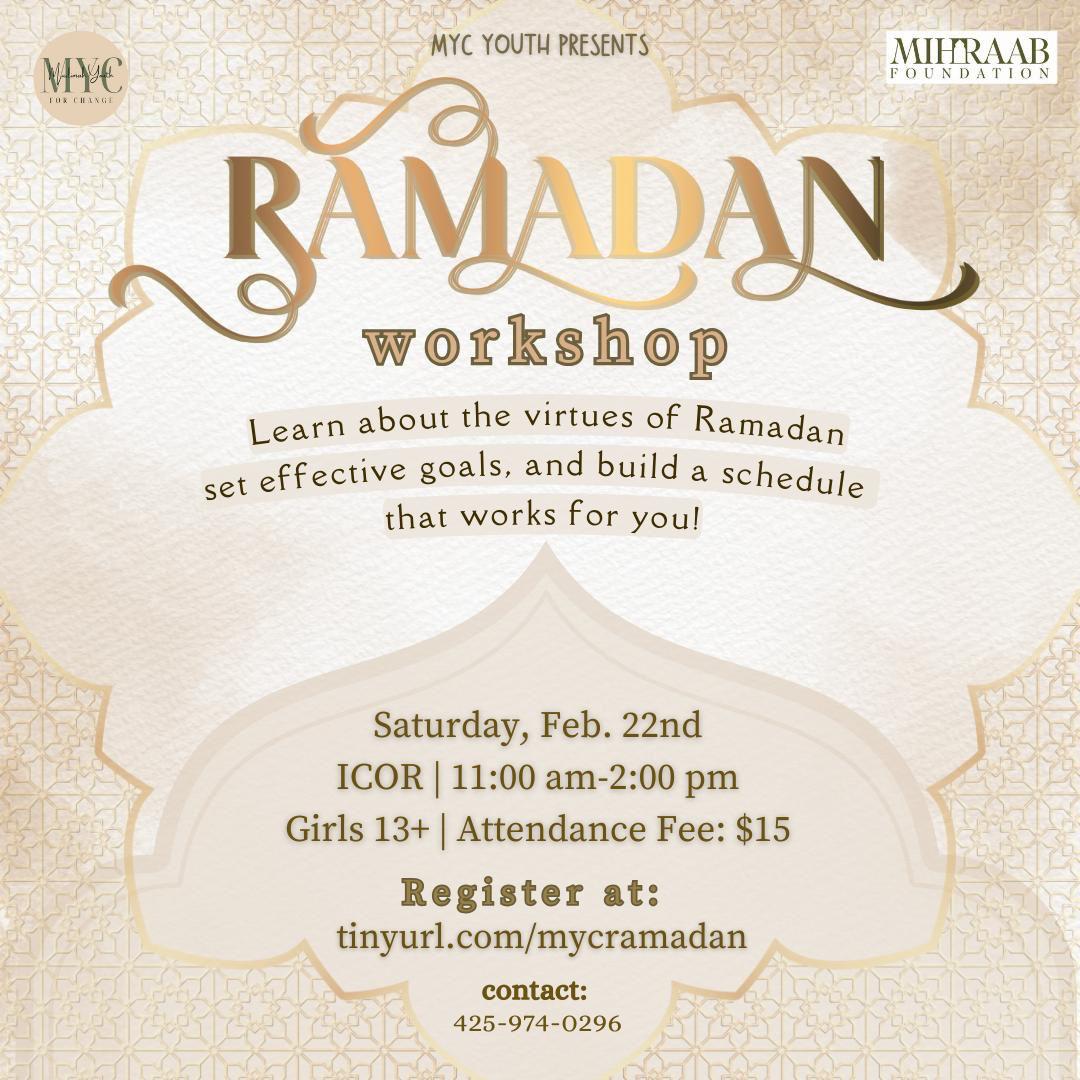 MYC YOUTH PRESENTS
MYC
Muslimah Youth
FOR CHANGE
MIHRAAB
FOUNDATION
RAMADAN
workshop
Learn about the virtues of Ramadan
set effective goals, and build a schedule
that works for you!
Saturday, Feb. 22nd
ICOR | 11:00 am-2:00 pm
Girls 13+ | Attendance Fee: $15
Register at:
tinyurl.com/mycramadan
contact:
425-974-0296